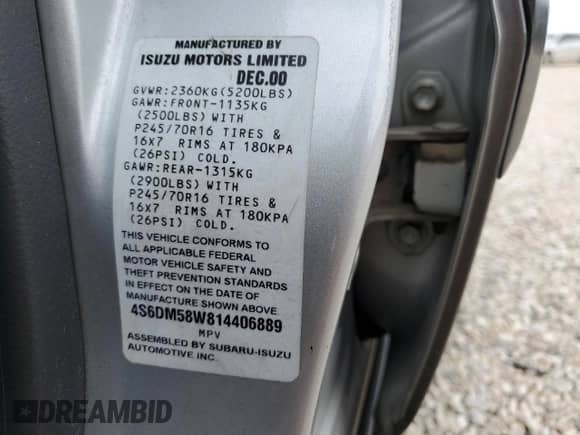 MANUFACTURED BY
ISUZU MOTORS LIMITED
DEC.00
GVWR:2360KG(5200LBS)
GAWR:FRONT-1135KG
(2500LBS) WITH
P245/70R16 TIRES &
16x7 RIMS AT 180KPA
(26PSI) COLD.
GAWR:REAR-1315KG
(2900LBS) WITH
P245/70R16 TIRES &
16x7 RIMS AT 180KPA
(26PSI) COLD.
THIS VEHICLE CONFORMS TO
ALL APPLICABLE FEDERAL
MOTOR VEHICLE SAFETY AND
THEFT PREVENTION STANDARDS
IN EFFECT ON THE DATE OF
MANUFACTURE SHOWN ABOVE
4S6DM58W814406889
MPV
ASSEMBLED BY SUBARU-ISUZU
AUTOMOTIVE INC.
DREAMBID